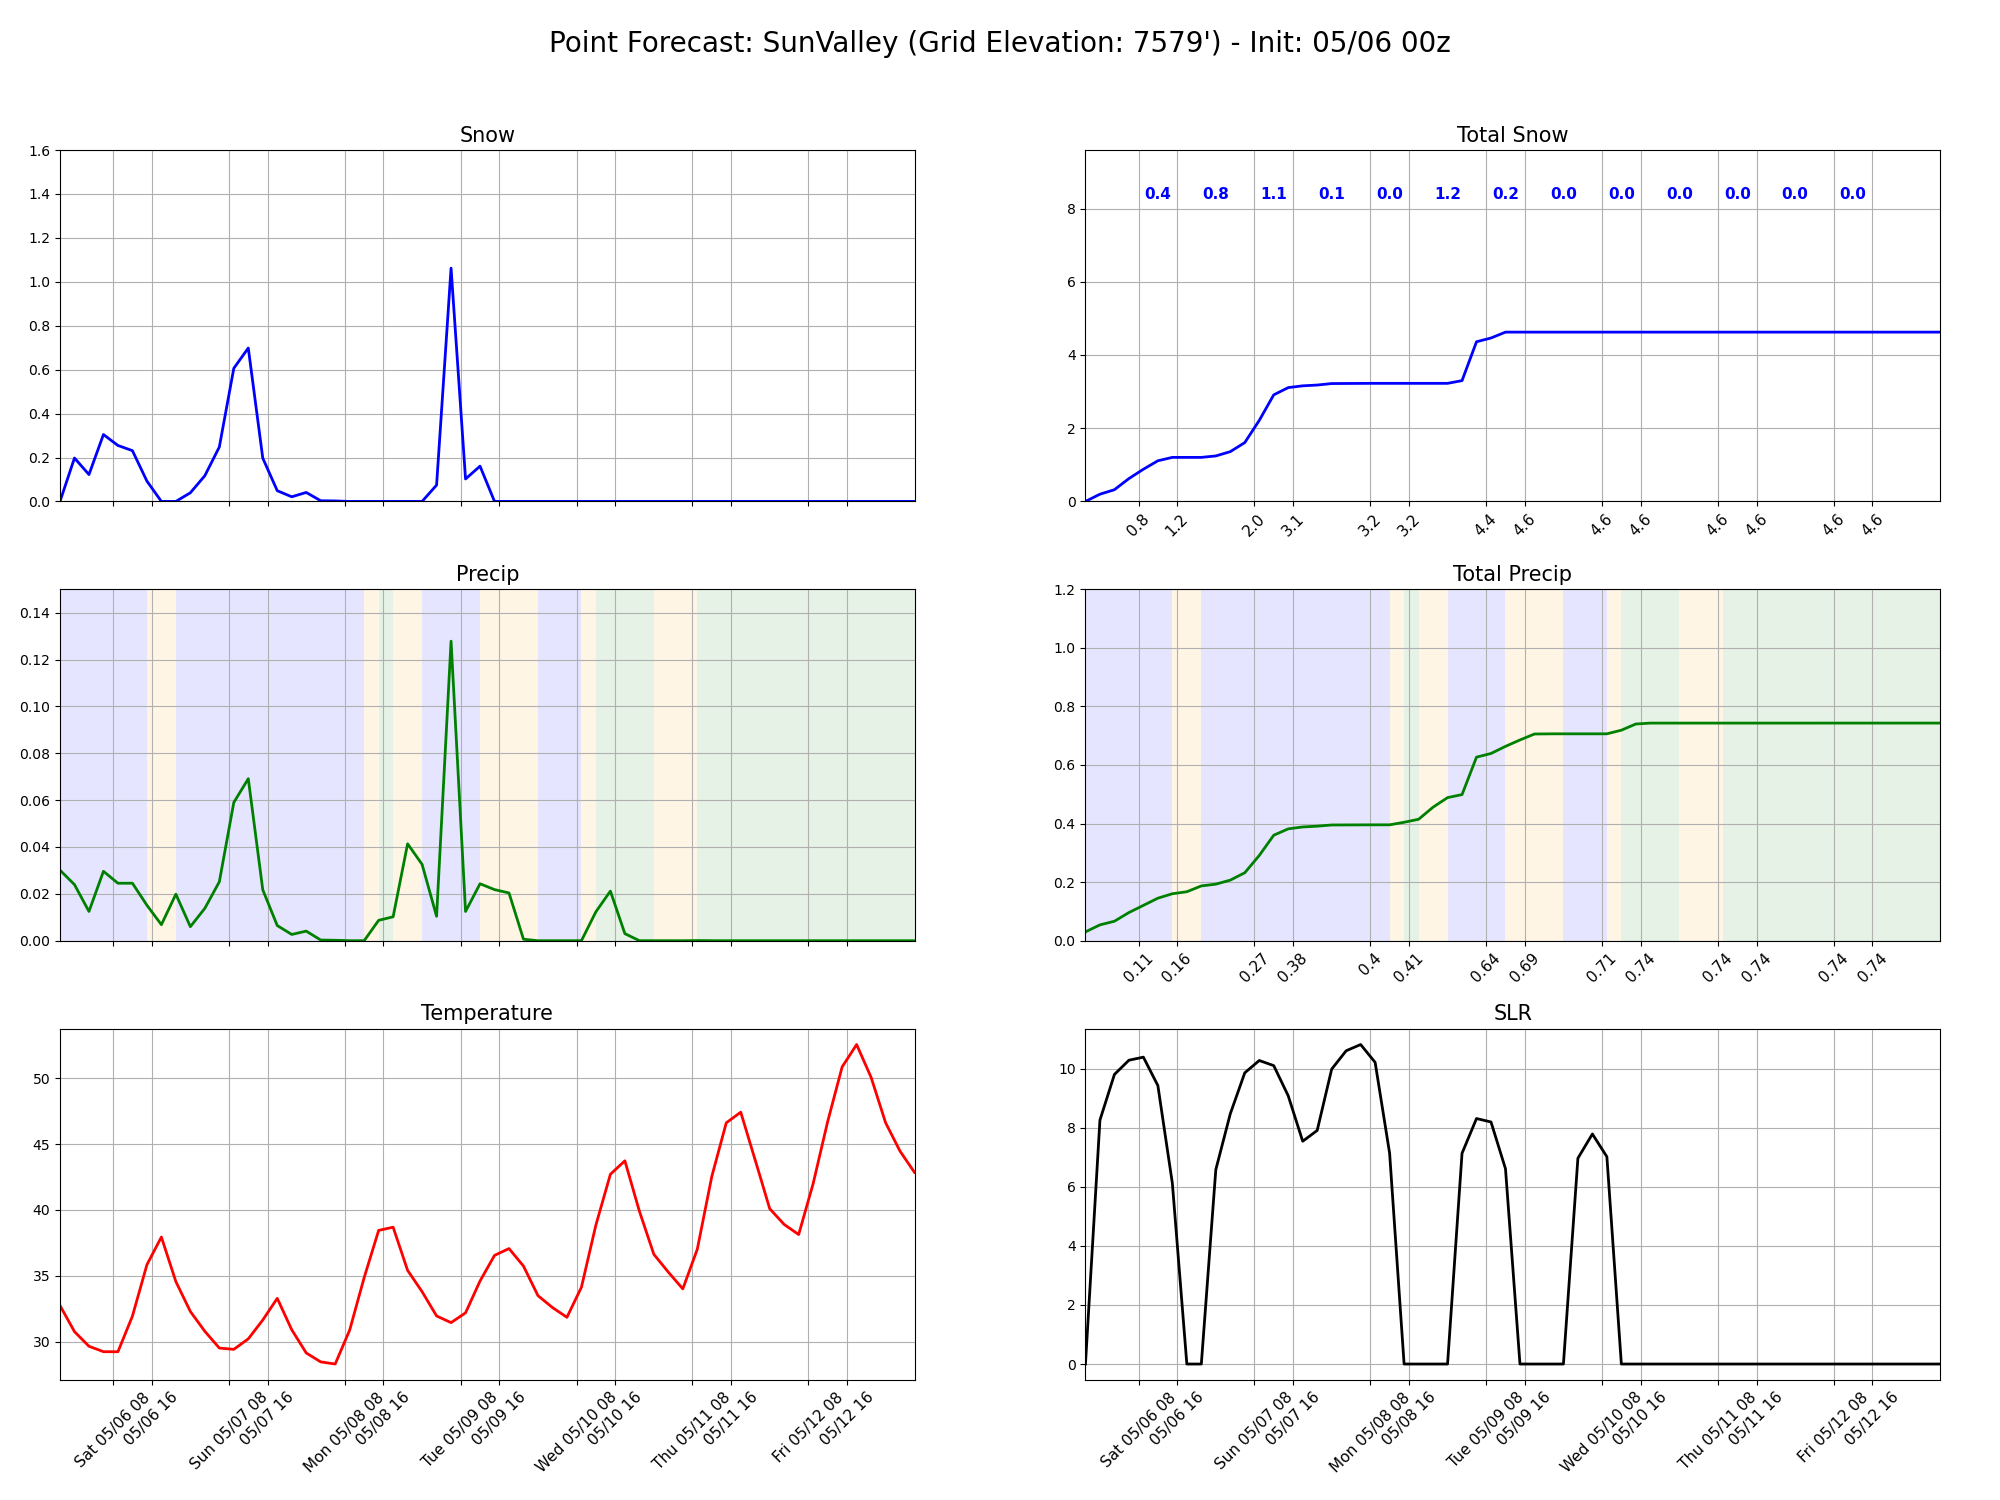 Point Forecast: SunValley (Grid Elevation: 7579') - Init: 05/06 00z
Snow
1.6
1.4
1.2
1.0
0.8
0.6
0.4
0.2
0.0
Total Snow
0.4 0.8 1.1 0.1 0.0 1.2 0.2 0.0 0.0 0.0 0.0 0.0 0.0
8
6
4
2
0
0.8 1.2 2.0 3.1 3.2 3.2 4.4 4.6 4.6 4.6 4.6 4.6 4.6 4.6
Precip
0.14
0.12
0.10
0.08
0.06
0.04
0.02
0.00
Total Precip
1.2
1.0
0.8
0.6
0.4
0.2
0.0
0.11 0.16 0.27 0.38 0.4 0.41 0.64 0.69 0.71 0.74 0.74 0.74 0.74 0.74
Temperature
50
45
40
35
30
Sat 05/06 08
05/06 16
Sun 05/07 08
05/07 16
Mon 05/08 08
05/08 16
Tue 05/09 08
05/09 16
Wed 05/10 08
05/10 16
Thu 05/11 08
05/11 16
Fri 05/12 08
05/12 16
SLR
10
8
6
4
2
0
Sat 05/06 08
05/06 16
Sun 05/07 08
05/07 16
Mon 05/08 08
05/08 16
Tue 05/09 08
05/09 16
Wed 05/10 08
05/10 16
Thu 05/11 08
05/11 16
Fri 05/12 08
05/12 16